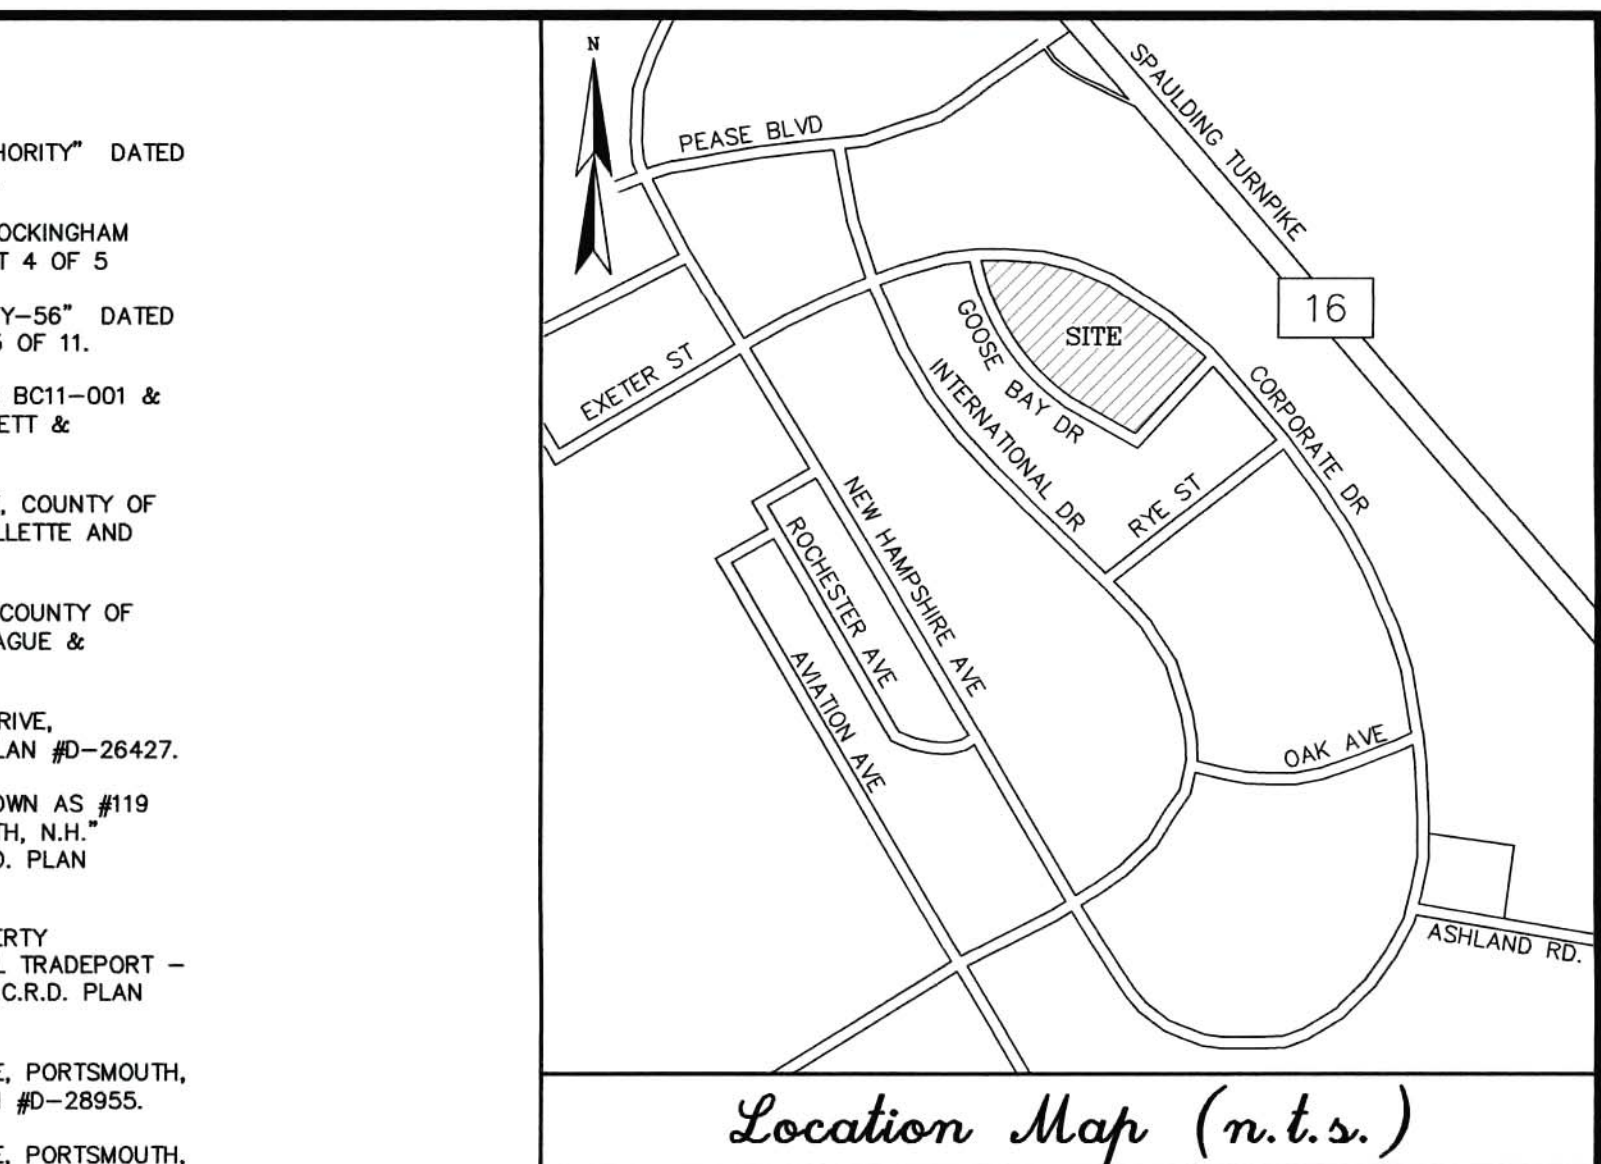 HORITY" DATED
OCKINGHAM
T 4 OF 5
Y-56" DATED
OF 11.
BC11-001 &
ETT &
, COUNTY OF
LLETTE AND
COUNTY OF
AGUE &
RIVE,
LAN #D-26427.
OWN AS #119
TH, N.H."
D. PLAN
ERTY
L TRADEPORT -
C.R.D. PLAN
E, PORTSMOUTH,
#D-28955.
E, PORTSMOUTH,
N
PEASE BLVD
SPAULDING TURNPIKE
16
SITE
GOOSE BAY DR
EXETER ST
INTERNATIONAL DR
CORPORATE DR
RYE ST
NEW HAMPSHIRE AVE
ROCHESTER AVE
AVIATION AVE
OAK AVE
ASHLAND RD.
Location Map (n.t.s.)